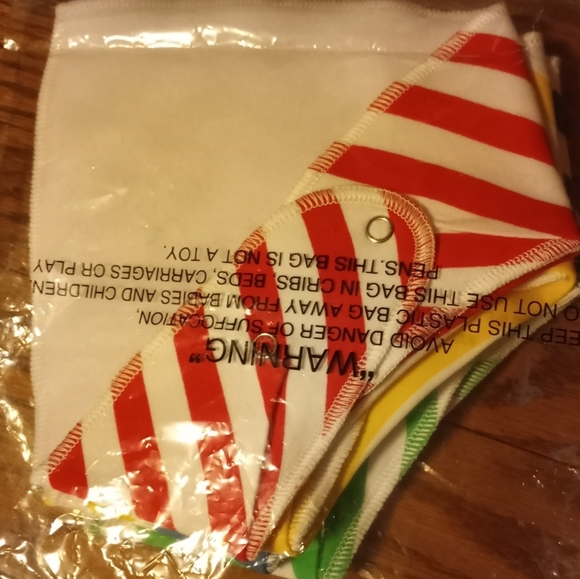 “WARNING”
AVOID DANGER OF SUFFOCATION,
EEP THIS PLASTIC BAG AWAY FROM BABIES AND CHILDREN.
O NOT USE THIS BAG IN CRIBS, BEDS, CARRIAGES OR PLAY
PENS.THIS BAG IS NOT A TOY.